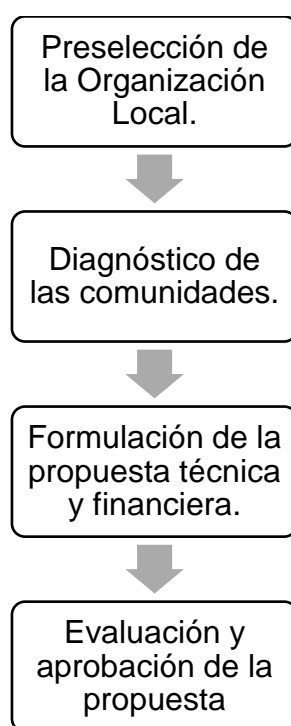 Preselección de
la Organización
Local.
Diagnóstico de
las comunidades.
Formulación de la
propuesta técnica
y financiera.
Evaluación y
aprobación de la
propuesta